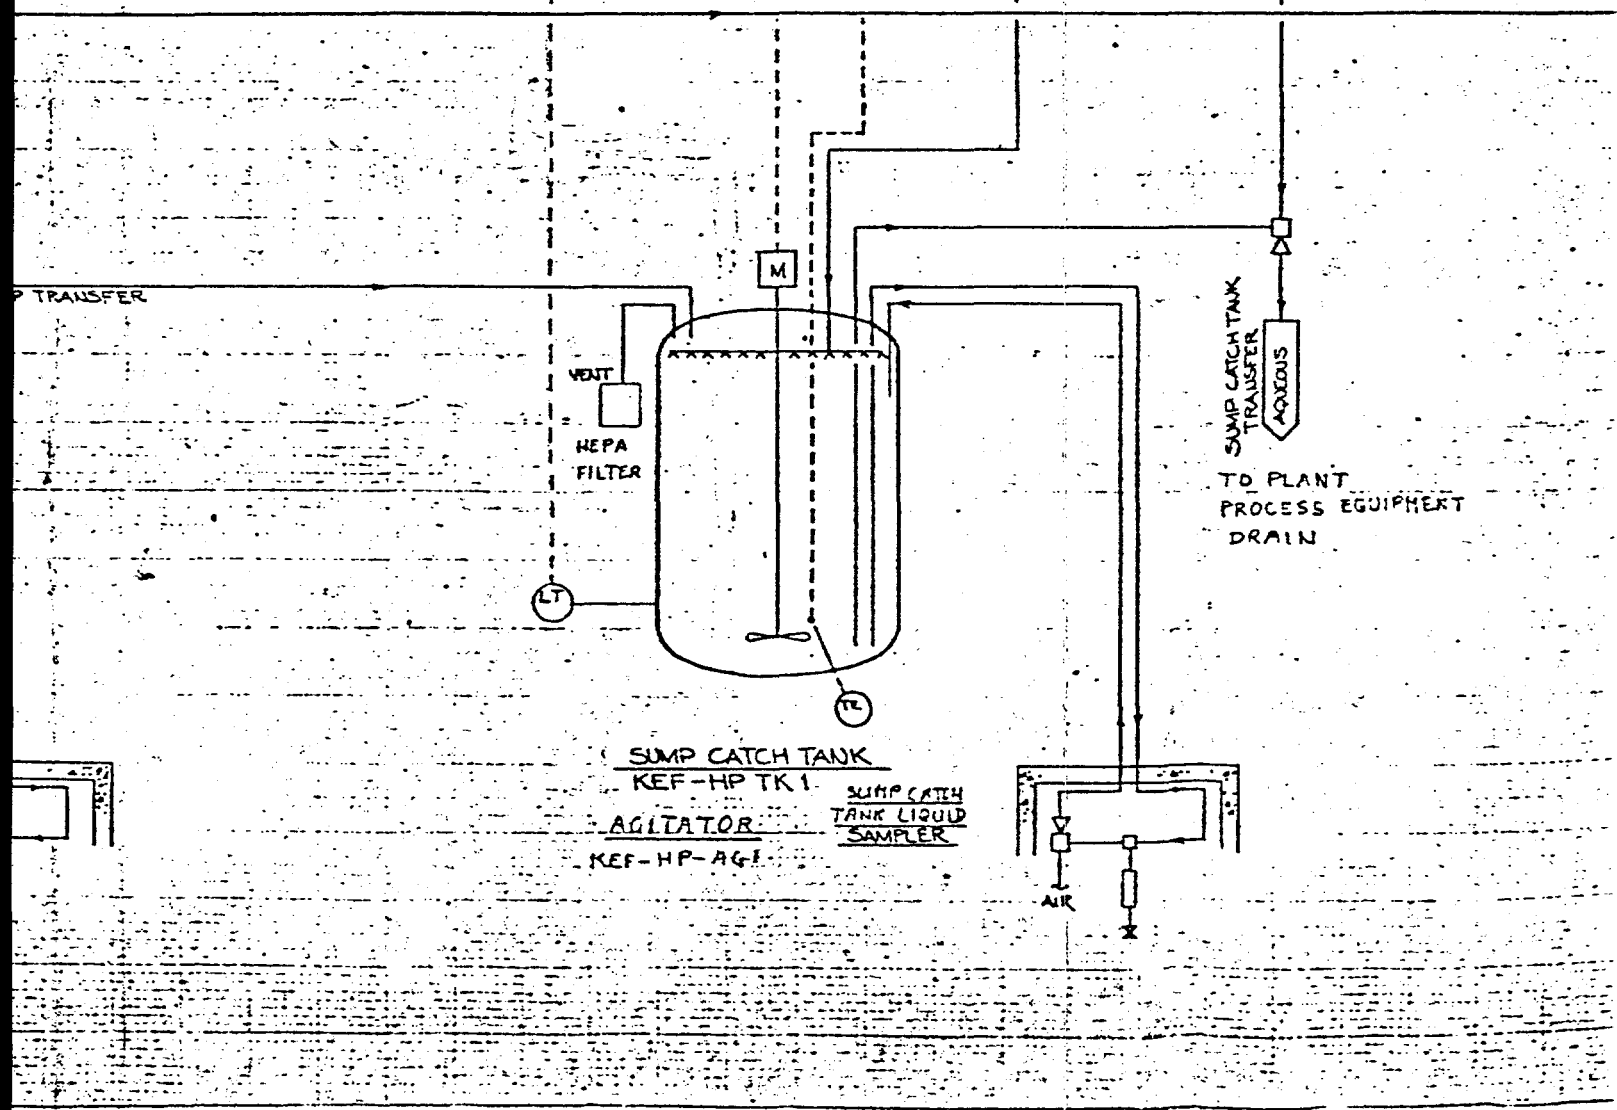 M
TRANSFER
VENT
HEPA
FILTER
SUMP CATCH TANK
TRANSFER
AQUEOUS
TO PLANT
PROCESS EQUIPMENT
DRAIN
LT
TE
SUMP CATCH TANK
KEF-HP TK1
AGITATOR
KEF-HP-AG1
SUMP CATCH
TANK LIQUID
SAMPLER
AIR